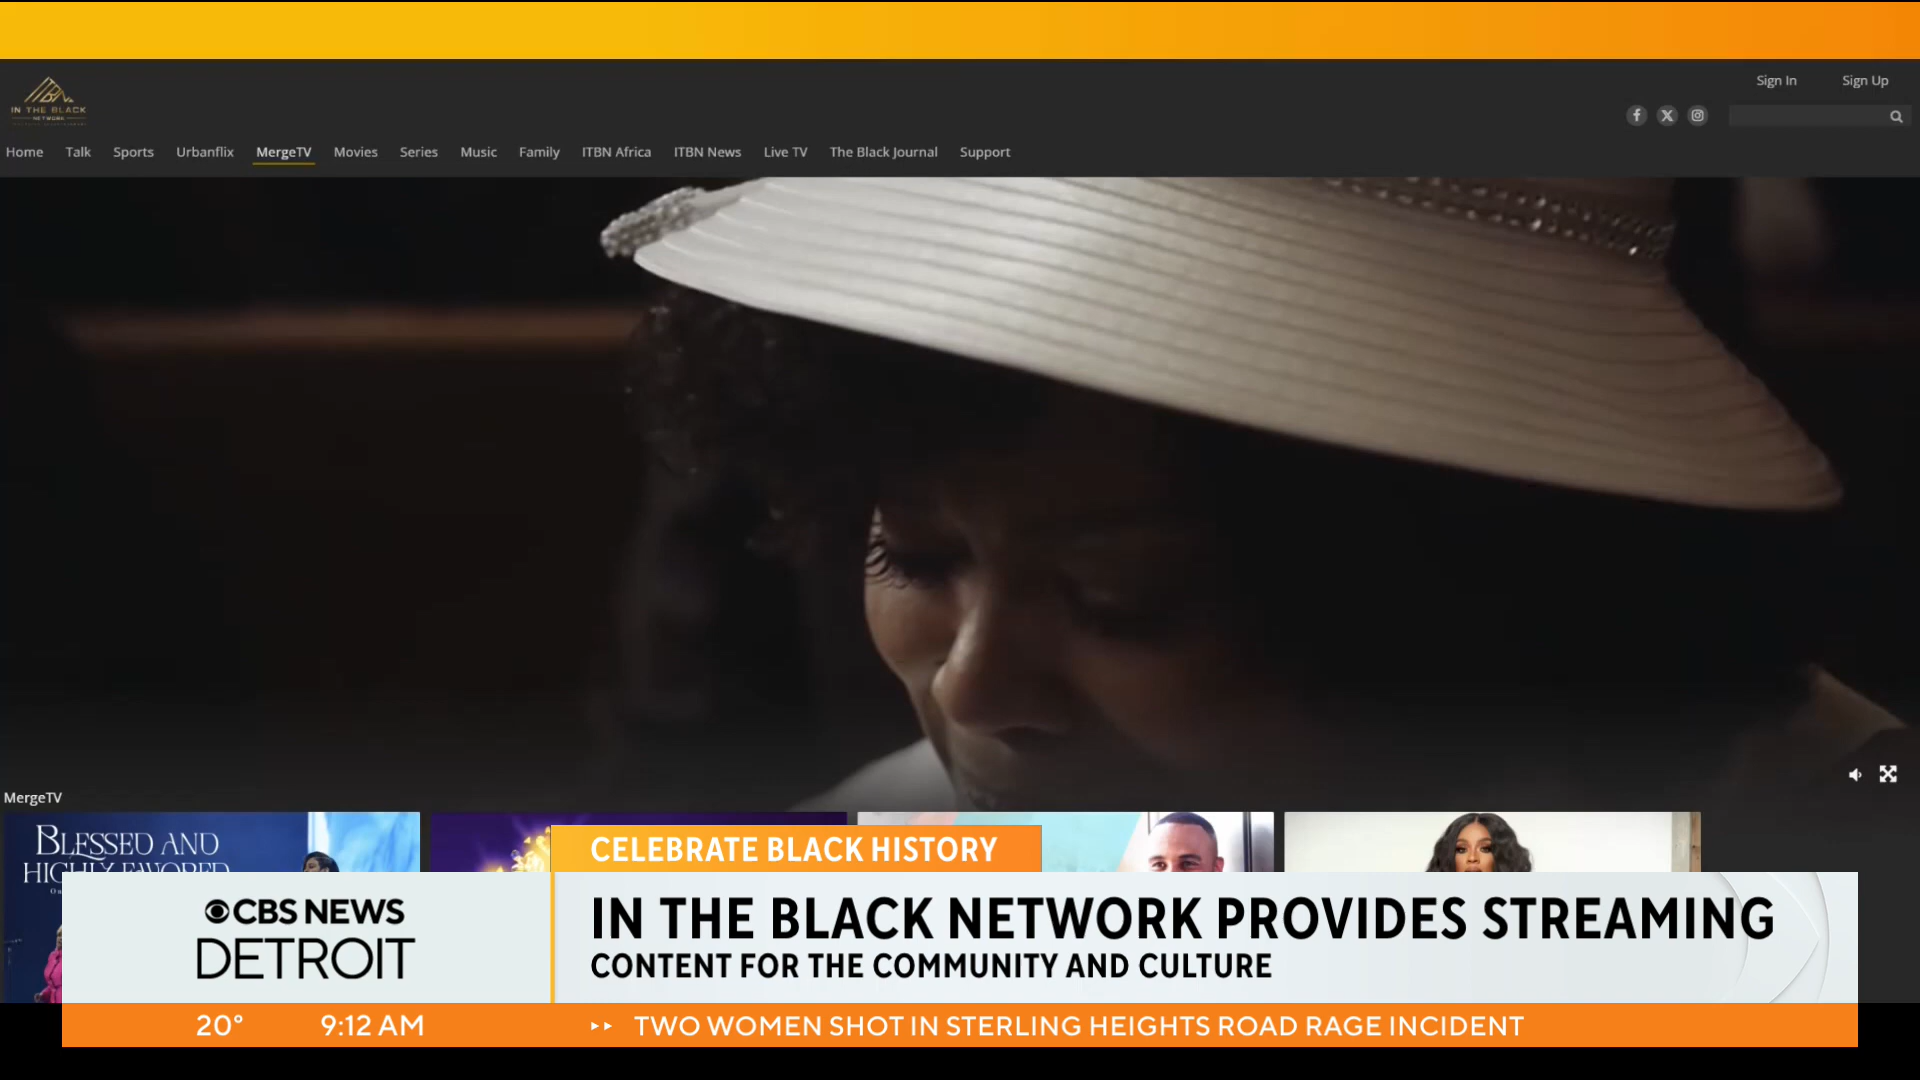 Sign In Sign Up
IN THE BLACK
NETWORK
Home Talk Sports Urbanflix MergeTV Movies Series Music Family ITBN Africa ITBN News Live TV The Black Journal Support
MergeTV
BLESSED AND
HIGHLY FAVORED
CELEBRATE BLACK HISTORY
CBS NEWS
DETROIT
IN THE BLACK NETWORK PROVIDES STREAMING
CONTENT FOR THE COMMUNITY AND CULTURE
20° 9:12 AM TWO WOMEN SHOT IN STERLING HEIGHTS ROAD RAGE INCIDENT